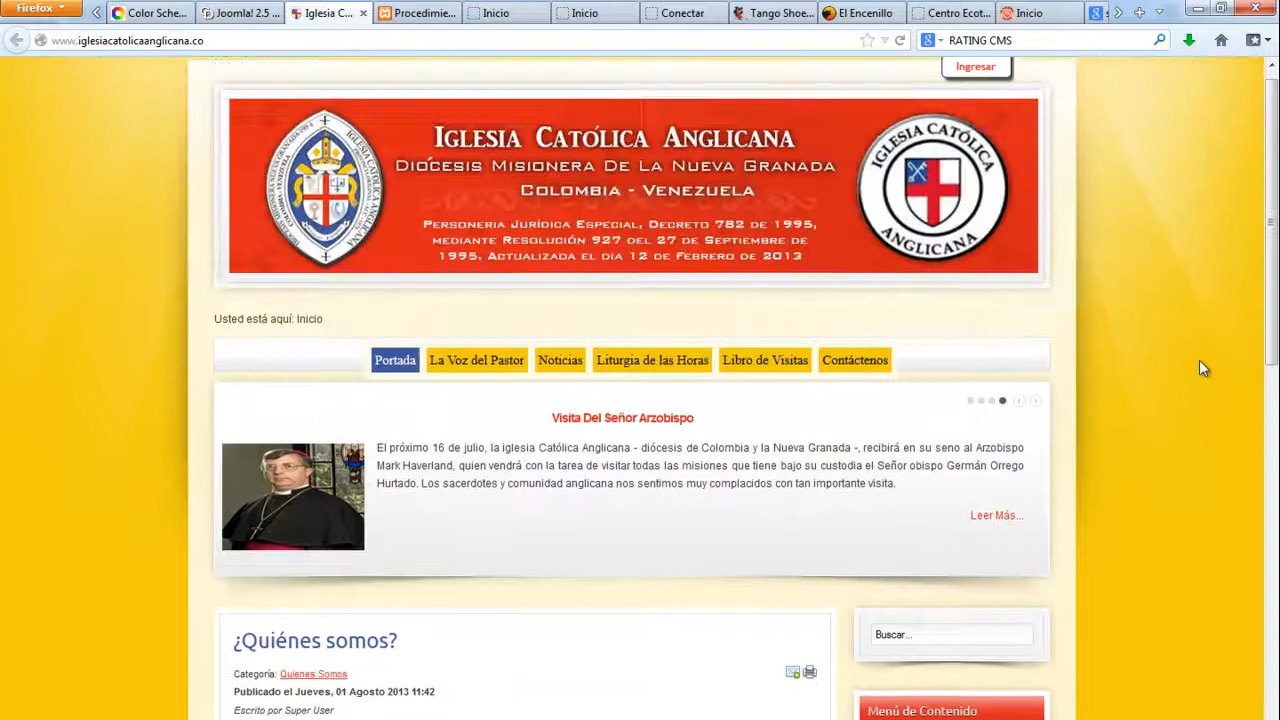 Firefox
Color Sche...
Joomla! 2.5 ...
Iglesia C...
Procedimie...
Inicio
Inicio
Conectar
Tango Shoe...
El Encenillo
Centro Ecot...
Inicio
www.iglesiacatolicaanglicana.co
RATING CMS
Ingresar
IGLESIA CATÓLICA ANGLICANA
DIÓCESIS MISIONERA DE LA NUEVA GRANADA
COLOMBIA - VENEZUELA
PERSONERIA JURÍDICA ESPECIAL, DECRETO 782 DE 1995,
MEDIANTE RESOLUCIÓN 927 DEL 27 DE SEPTIEMBRE DE
1995. ACTUALIZADA EL DIA 12 DE FEBRERO DE 2013
IGLESIA CATÓLICA
ANGLICANA
Usted está aquí: Inicio
Portada
La Voz del Pastor
Noticias
Liturgia de las Horas
Libro de Visitas
Contáctenos
Visita Del Señor Arzobispo
El próximo 16 de julio, la iglesia Católica Anglicana - diócesis de Colombia y la Nueva Granada -, recibirá en su seno al Arzobispo
Mark Haverland, quien vendrá con la tarea de visitar todas las misiones que tiene bajo su custodia el Señor obispo Germán Orrego
Hurtado. Los sacerdotes y comunidad anglicana nos sentimos muy complacidos con tan importante visita.
Leer Más...
¿Quiénes somos?
Buscar...
Categoría: Quienes Somos
Publicado el Jueves, 01 Agosto 2013 11:42
Escrito por Super User
Menú de Contenido